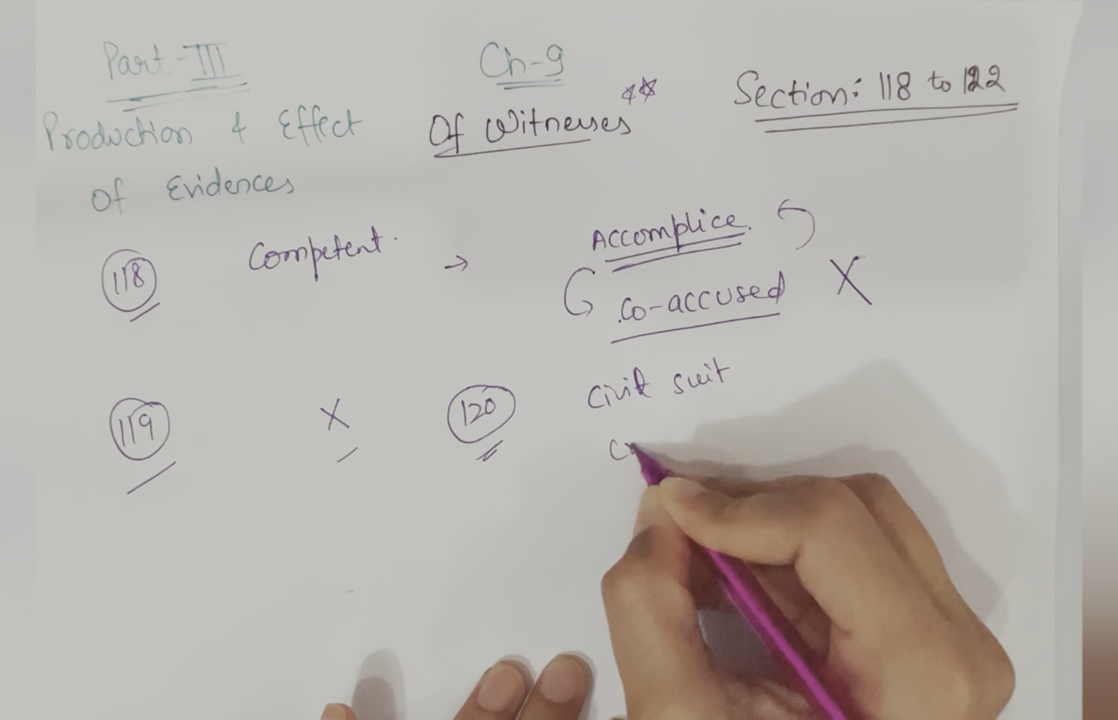 Part-III
Production & Effect
Of Evidences
Ch-9
Of Witnesses **
Section: 118 to 122
118 Competent. → Accomplice.
Co-accused X
119 X
120 Civil suit
Cr